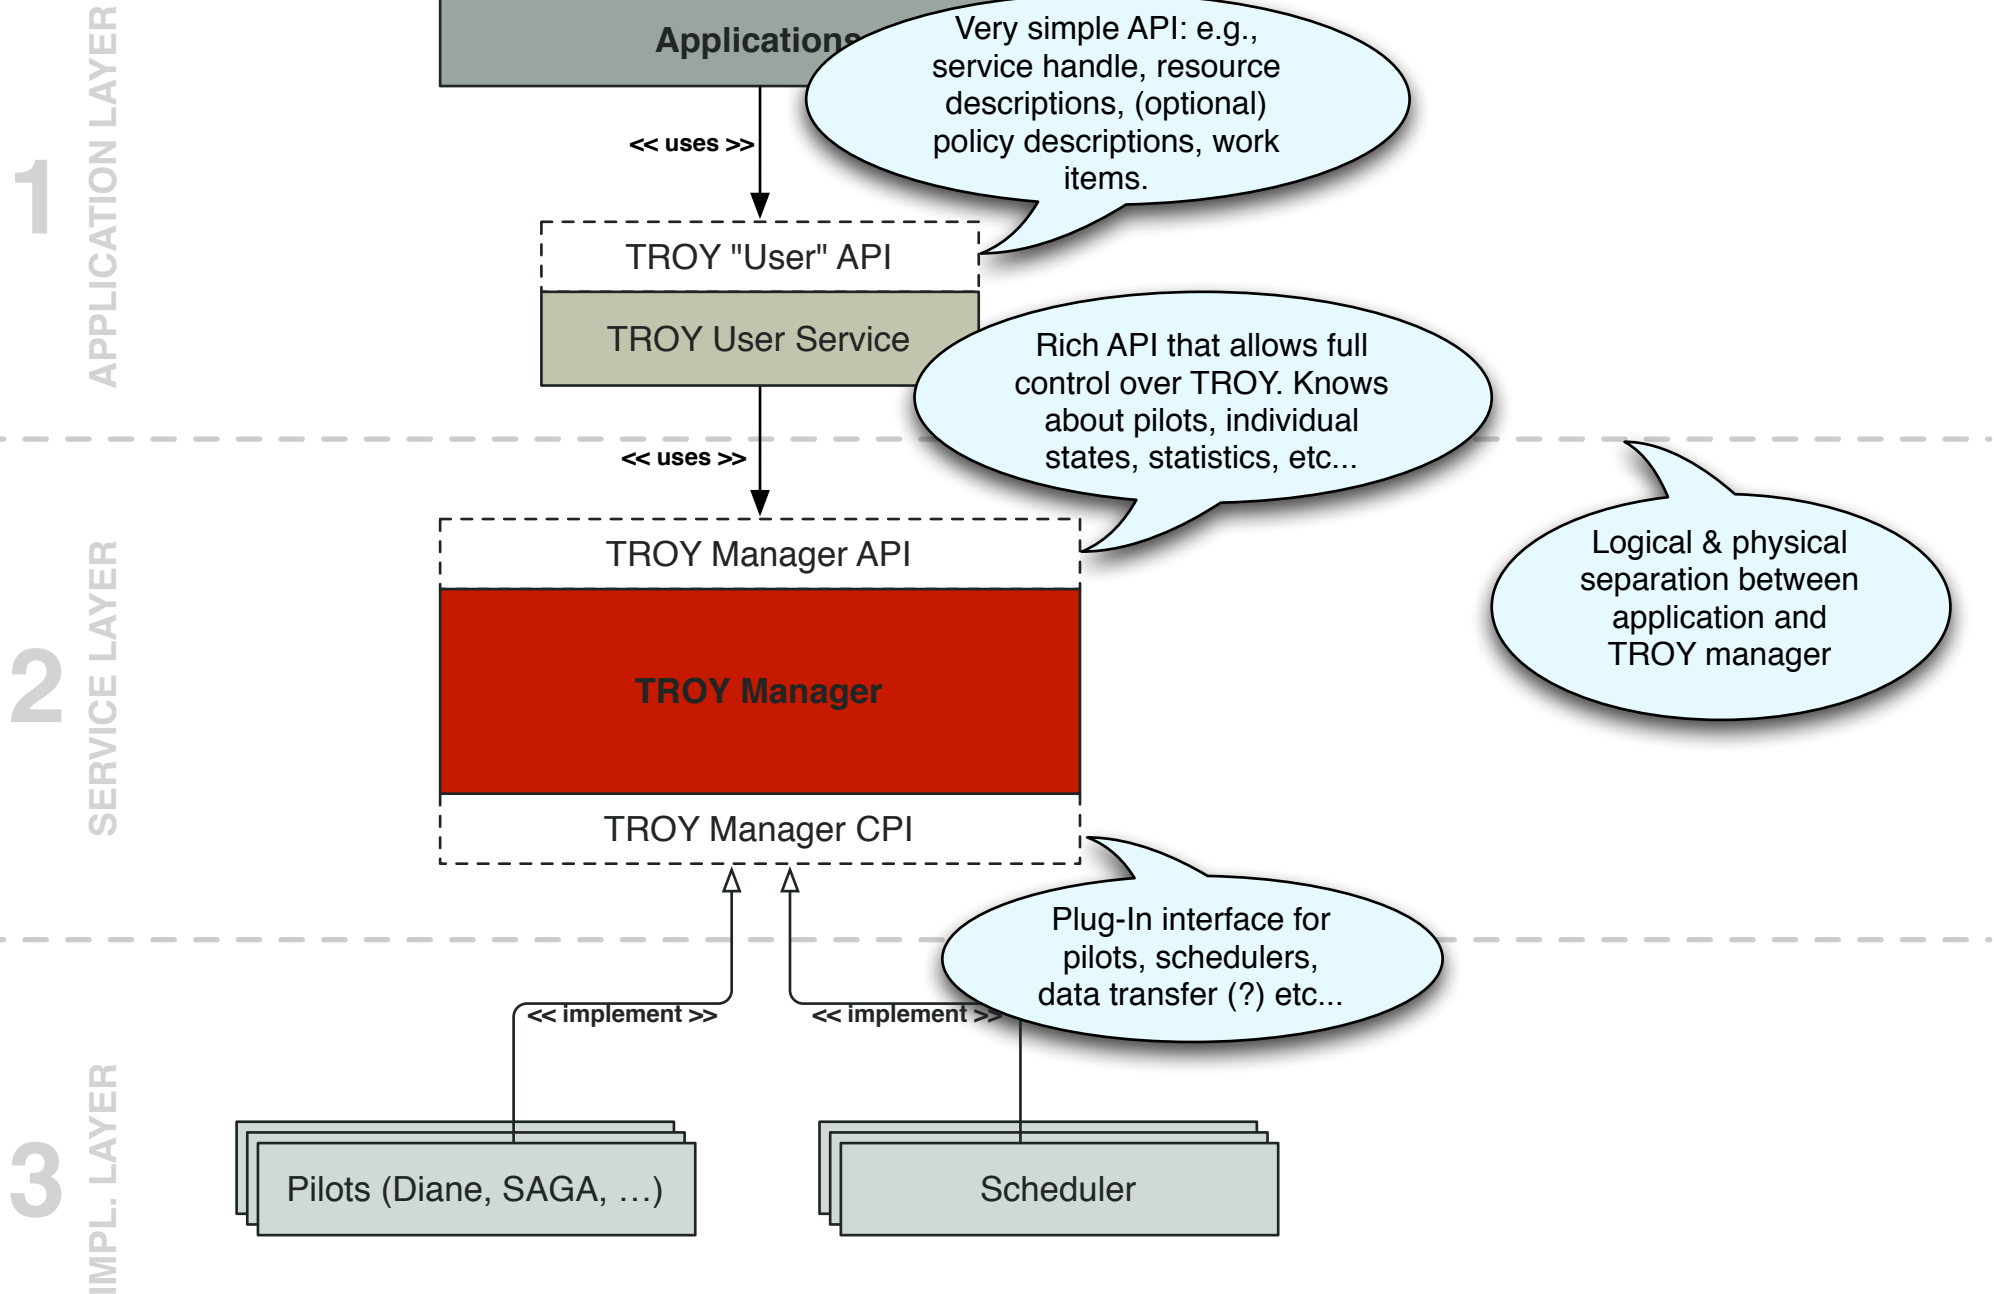 Applications
Very simple API: e.g.,
service handle, resource
descriptions, (optional)
policy descriptions, work
items.
<< uses >>
1
APPLICATION LAYER
TROY "User" API
TROY User Service
Rich API that allows full
control over TROY. Knows
about pilots, individual
states, statistics, etc...
<< uses >>
Logical & physical
separation between
application and
TROY manager
2
SERVICE LAYER
TROY Manager API
TROY Manager
TROY Manager CPI
Plug-In interface for
pilots, schedulers,
data transfer (?) etc...
<< implement >>
<< implement >>
3
IMPL. LAYER
Pilots (Diane, SAGA, …)
Scheduler